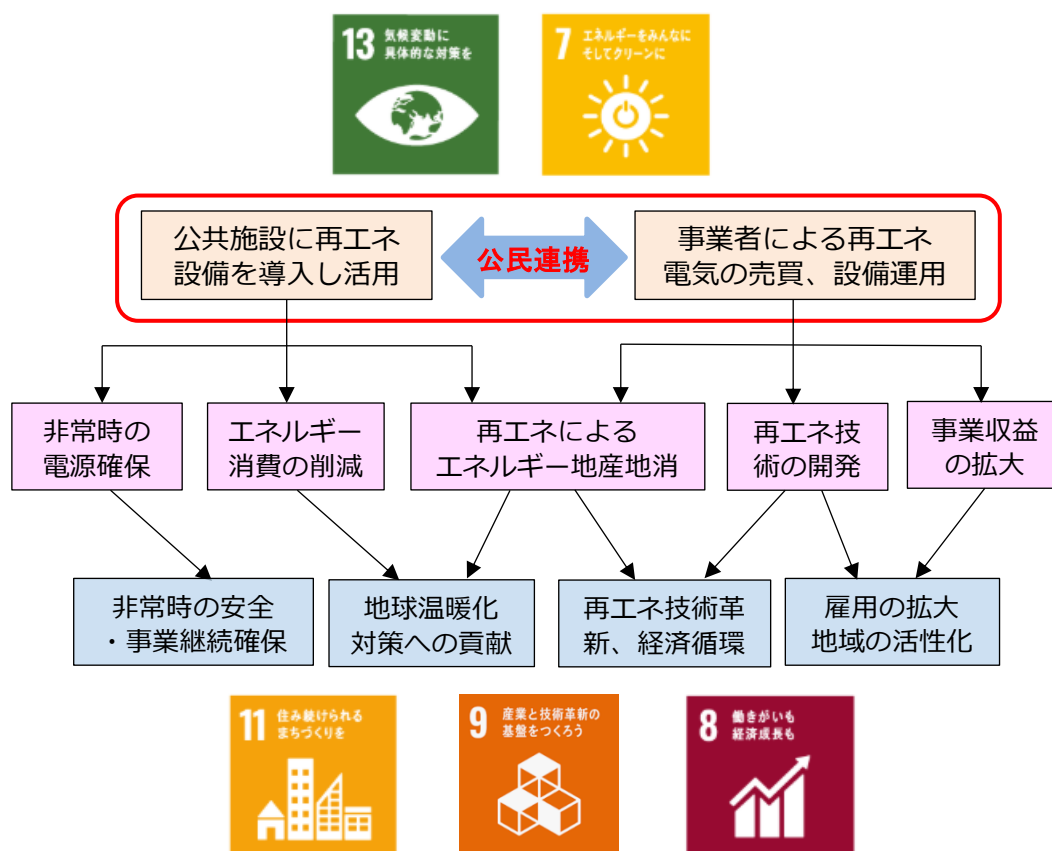 13 気候変動に
具体的な対策を
7 エネルギーをみんなに
そしてクリーンに
公共施設に再エネ
設備を導入し活用
公民連携
事業者による再エネ
電気の売買、設備運用
非常時の
電源確保
エネルギー
消費の削減
再エネによる
エネルギー地産地消
再エネ技
術の開発
事業収益
の拡大
非常時の安全
・事業継続確保
地球温暖化
対策への貢献
再エネ技術革
新、経済循環
雇用の拡大
地域の活性化
11 住み続けられる
まちづくりを
9 産業と技術革新の
基盤をつくろう
8 働きがいも
経済成長も